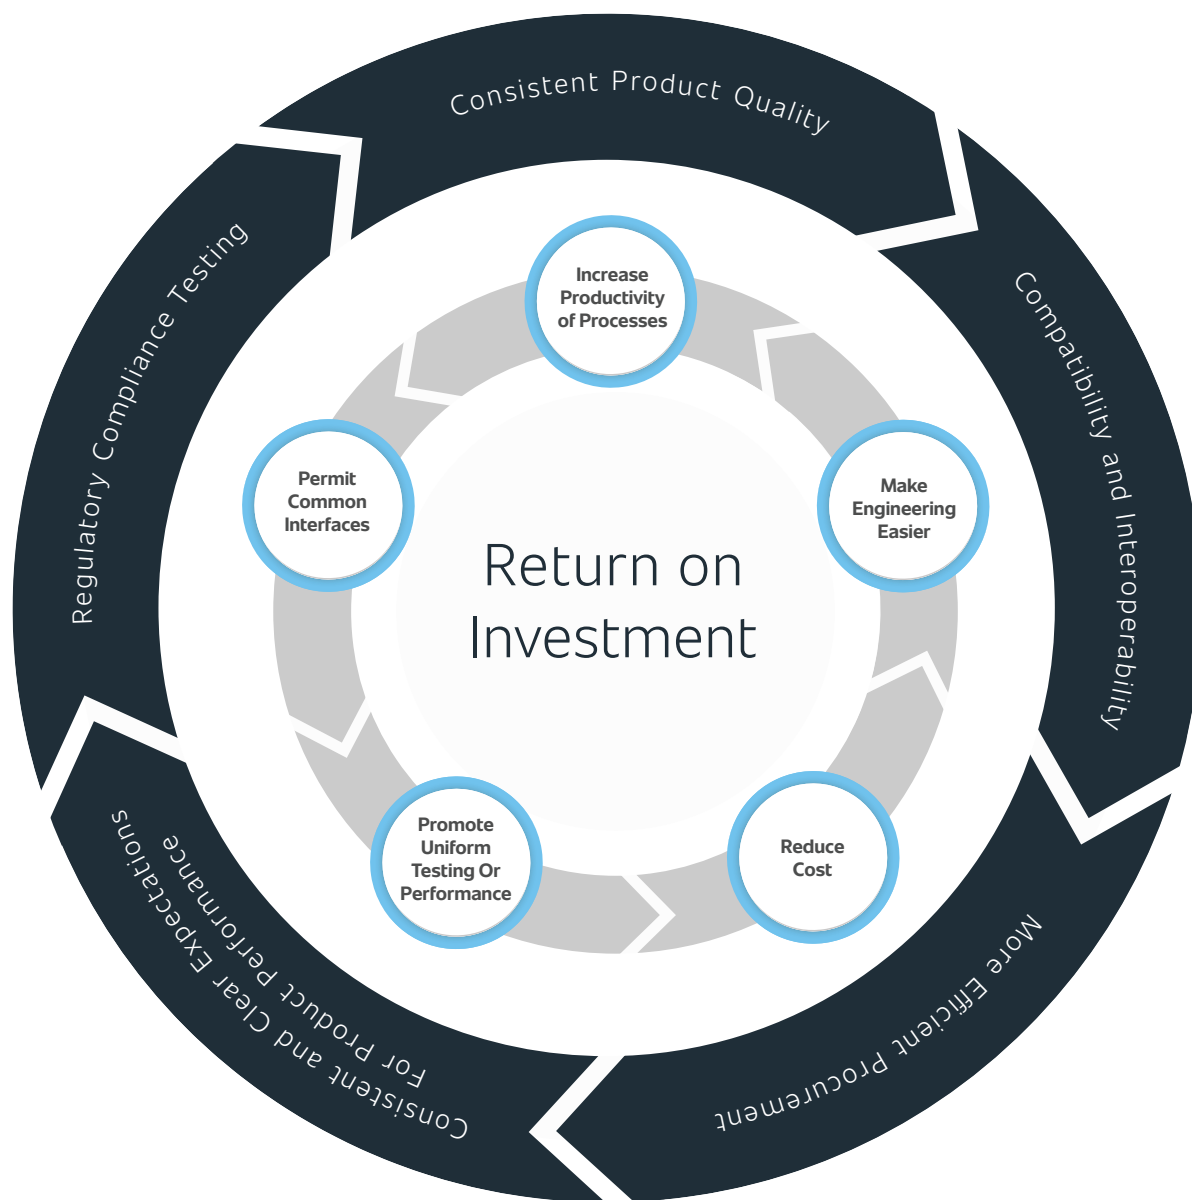 Consistent Product Quality
Compatibility and Interoperability
More Efficient Procurement
Consistent and Clear Expectations
For Product Performance
Regulatory Compliance Testing
Increase
Productivity
of Processes
Make
Engineering
Easier
Reduce
Cost
Promote
Uniform
Testing Or
Performance
Permit
Common
Interfaces
Return on
Investment